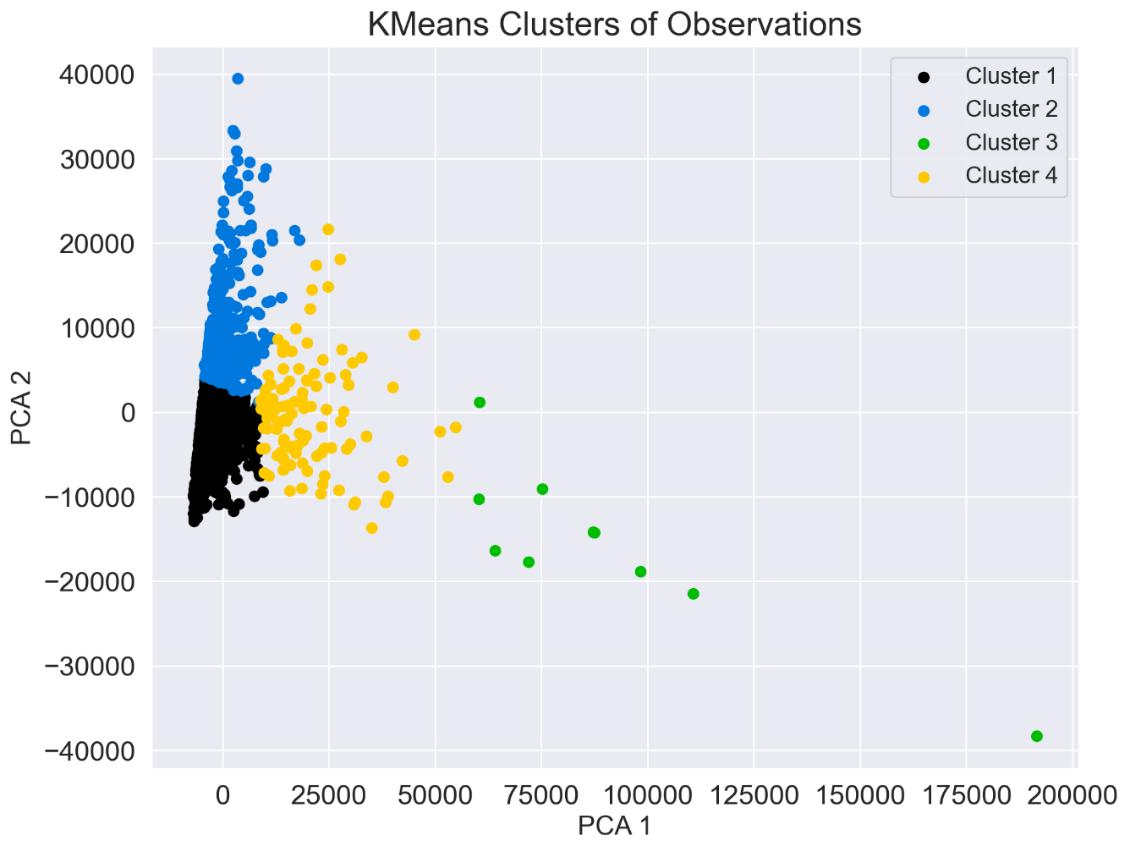 KMeans Clusters of Observations
Cluster 1
Cluster 2
Cluster 3
Cluster 4
40000
30000
20000
10000
0
−10000
−20000
−30000
−40000
PCA 2
0 25000 50000 75000 100000 125000 150000 175000 200000
PCA 1